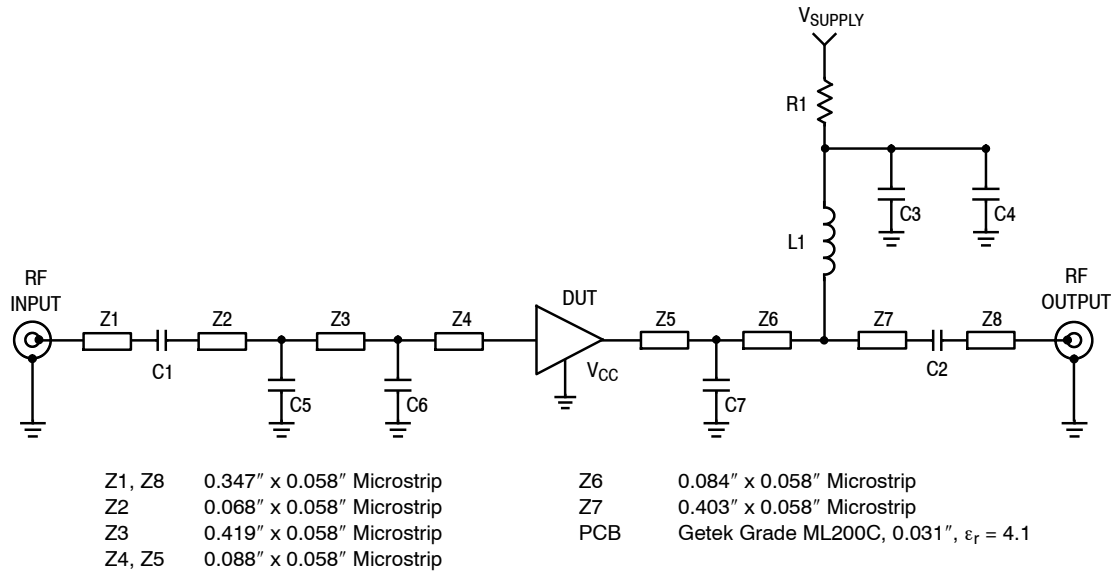 VSUPPLY
R1
C3
C4
L1
RF
INPUT
Z1
C1
Z2
C5
Z3
C6
Z4
DUT
VCC
Z5
C7
Z6
Z7
C2
Z8
RF
OUTPUT
Z1, Z8 0.347″ x 0.058″ Microstrip
Z2 0.068″ x 0.058″ Microstrip
Z3 0.419″ x 0.058″ Microstrip
Z4, Z5 0.088″ x 0.058″ Microstrip
Z6 0.084″ x 0.058″ Microstrip
Z7 0.403″ x 0.058″ Microstrip
PCB Getek Grade ML200C, 0.031″, εr = 4.1